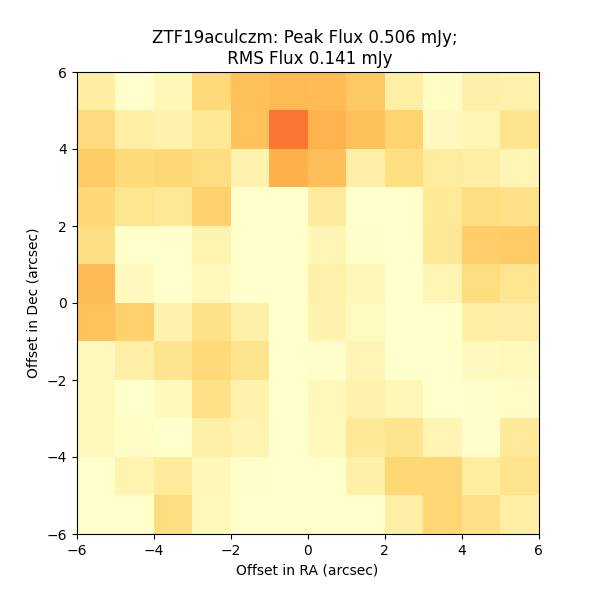 ZTF19aculczm: Peak Flux 0.506 mJy;
RMS Flux 0.141 mJy
6
4
2
0
−2
−4
−6
Offset in Dec (arcsec)
−6 −4 −2 0 2 4 6
Offset in RA (arcsec)